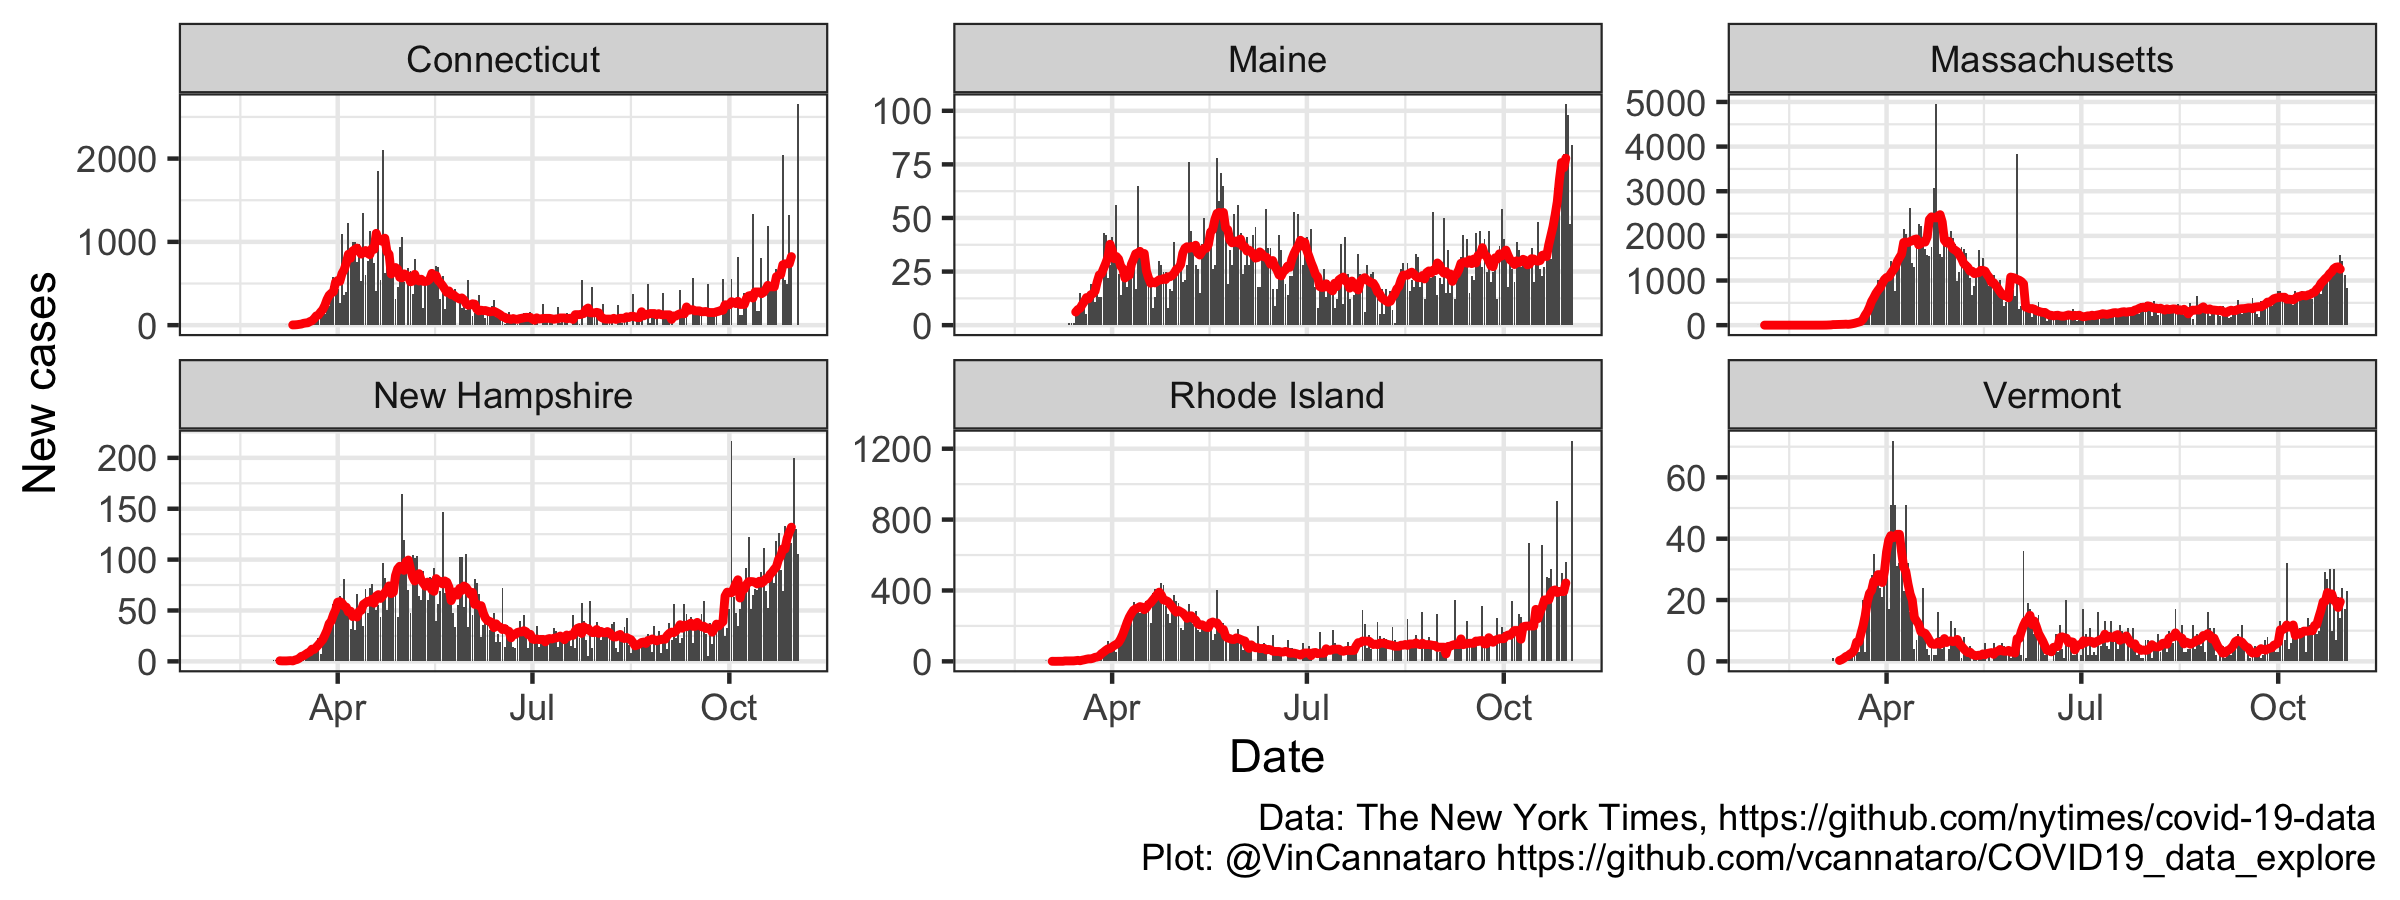 Connecticut
Maine
Massachusetts
2000
1000
0
100
75
50
25
0
5000
4000
3000
2000
1000
0
New cases
New Hampshire
Rhode Island
Vermont
200
150
100
50
0
1200
800
400
0
60
40
20
0
Apr Jul Oct
Apr Jul Oct
Apr Jul Oct
Date
Data: The New York Times, https://github.com/nytimes/covid-19-data
Plot: @VinCannataro https://github.com/vcannataro/COVID19_data_explore